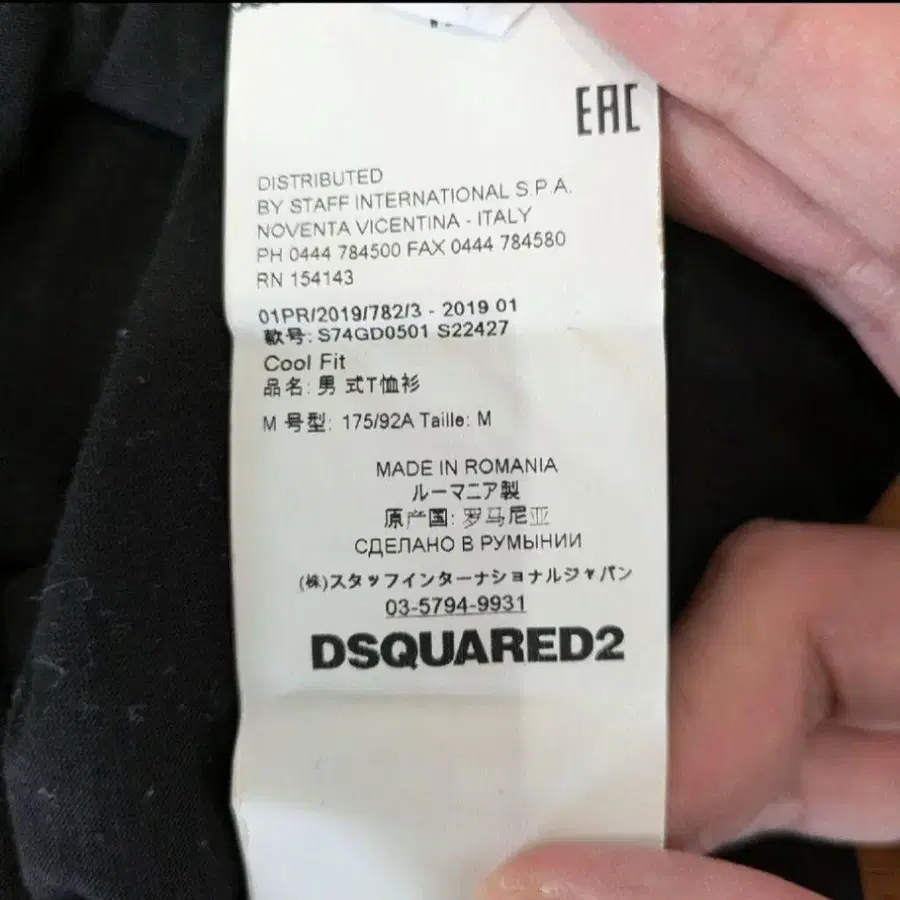 EAC
DISTRIBUTED
BY STAFF INTERNATIONAL S.P.A.
NOVENTA VICENTINA - ITALY
PH 0444 784500 FAX 0444 784580
RN 154143
01PR/2019/782/3 - 2019 01
款号: S74GD0501 S22427
Cool Fit
品名: 男 式T恤衫
M 号型: 175/92A Taille: M
MADE IN ROMANIA
ルーマニア製
原产国: 罗马尼亚
СДЕЛАНО В РУМЫНИИ
(株)スタッフインターナショナルジャパン
03-5794-9931
DSQUARED2